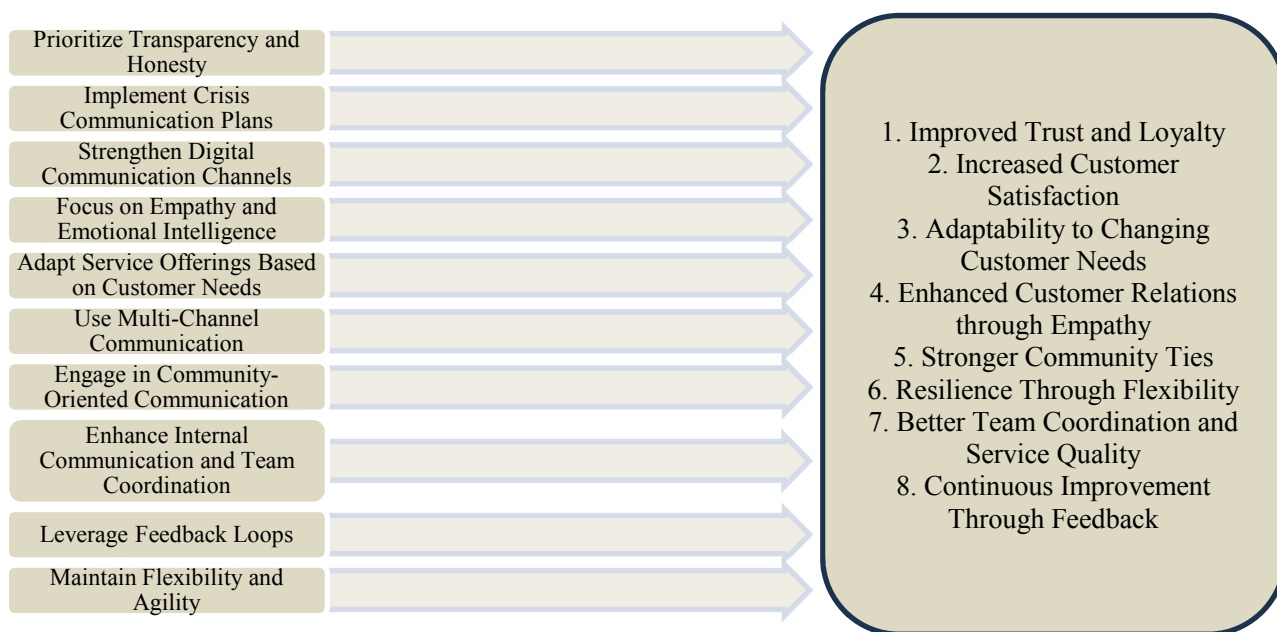 Prioritize Transparency and
Honesty
Implement Crisis
Communication Plans
Strengthen Digital
Communication Channels
Focus on Empathy and
Emotional Intelligence
Adapt Service Offerings Based
on Customer Needs
Use Multi-Channel
Communication
Engage in Community-
Oriented Communication
Enhance Internal
Communication and Team
Coordination
Leverage Feedback Loops
Maintain Flexibility and
Agility
1. Improved Trust and Loyalty
2. Increased Customer
Satisfaction
3. Adaptability to Changing
Customer Needs
4. Enhanced Customer Relations
through Empathy
5. Stronger Community Ties
6. Resilience Through Flexibility
7. Better Team Coordination and
Service Quality
8. Continuous Improvement
Through Feedback